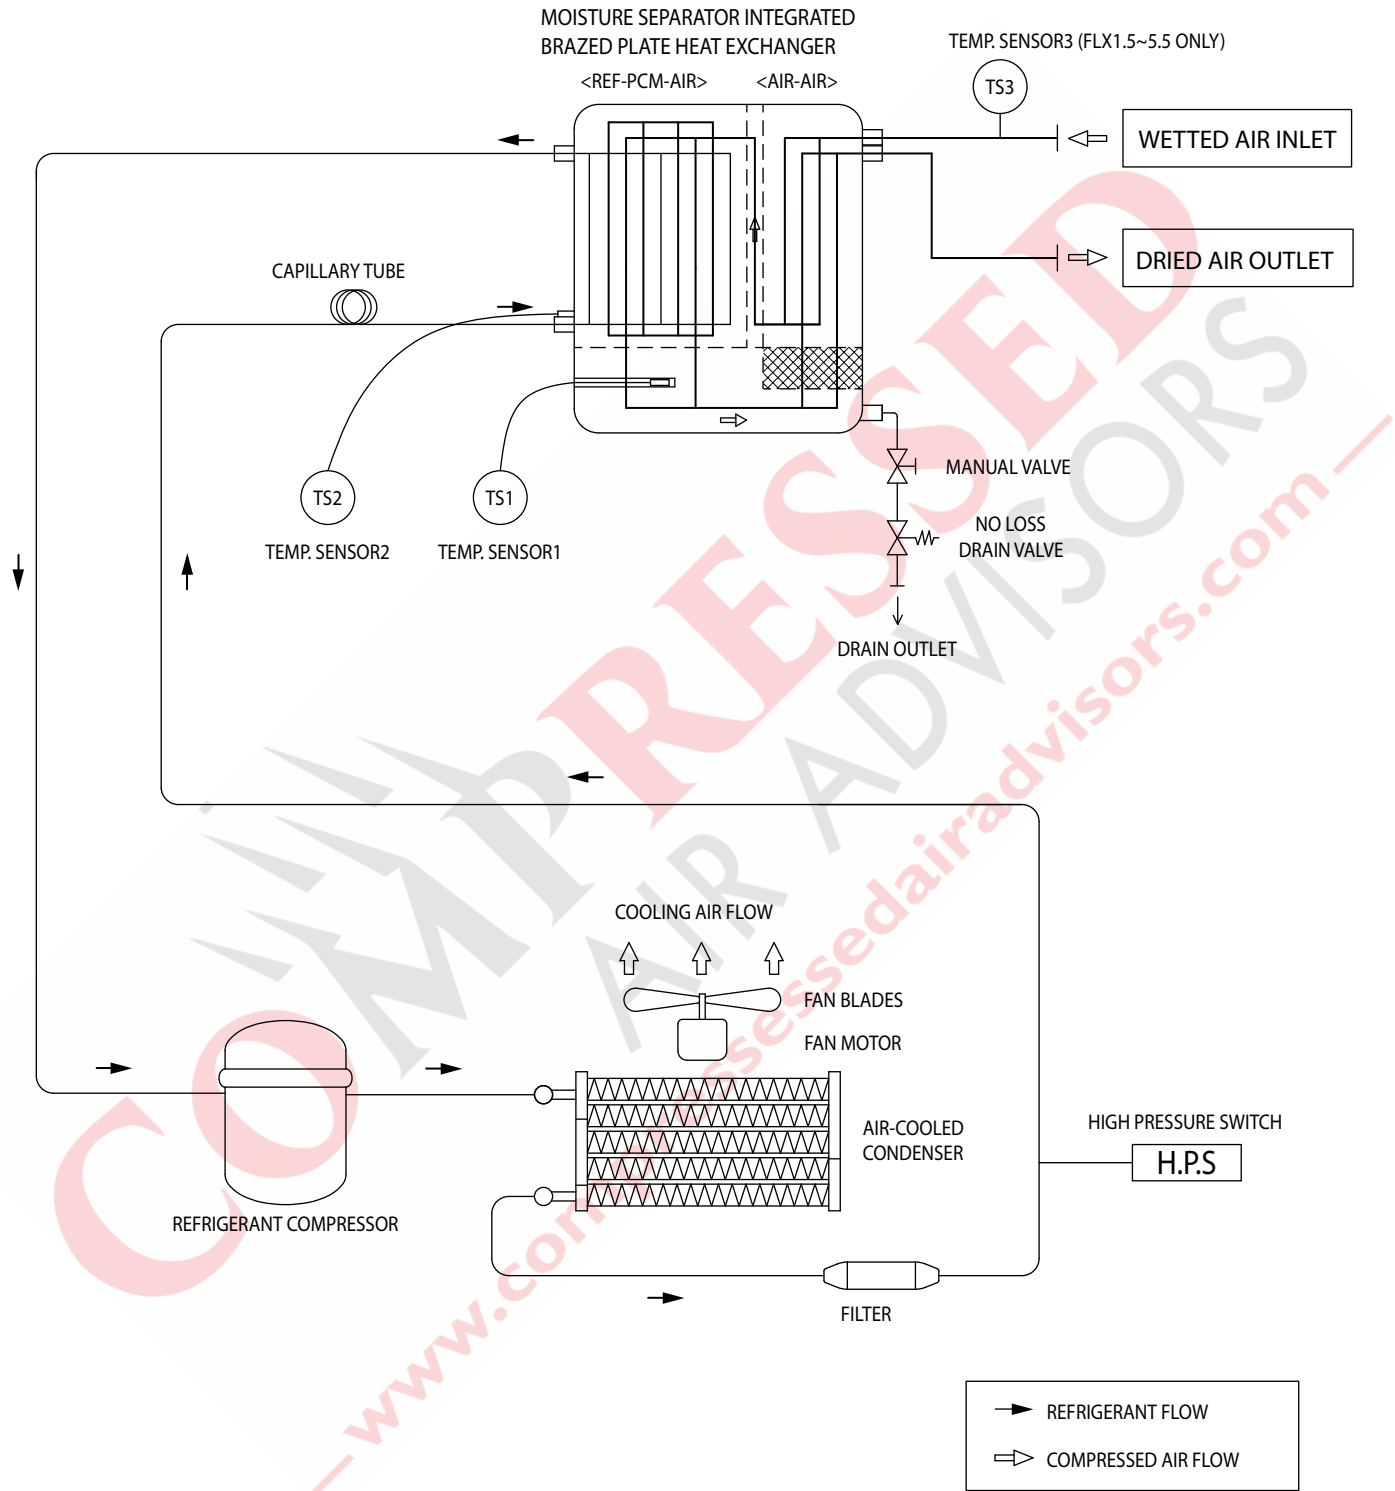 MOISTURE SEPARATOR INTEGRATED
BRAZED PLATE HEAT EXCHANGER
<REF-PCM-AIR>
<AIR-AIR>
TEMP. SENSOR3 (FLX1.5~5.5 ONLY)
TS3
WETTED AIR INLET
DRIED AIR OUTLET
CAPILLARY TUBE
TS2
TS1
TEMP. SENSOR2
TEMP. SENSOR1
MANUAL VALVE
NO LOSS
DRAIN VALVE
DRAIN OUTLET
COOLING AIR FLOW
FAN BLADES
FAN MOTOR
AIR-COOLED
CONDENSER
HIGH PRESSURE SWITCH
H.P.S
REFRIGERANT COMPRESSOR
FILTER
REFRIGERANT FLOW
COMPRESSED AIR FLOW
COMPRESSED
AIR ADVISORS
www.compressedairadvisors.com